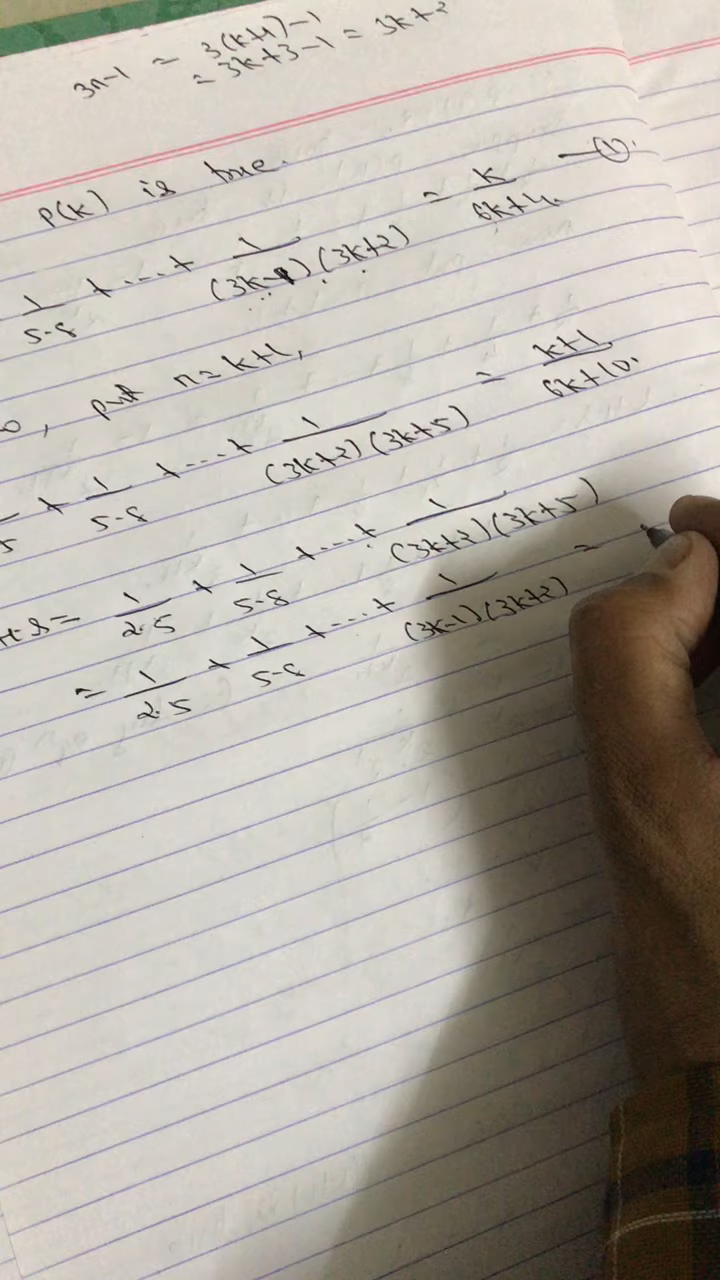 3n-1 = 3(k+1)-1
= 3k+3-1 = 3k+2
P(k) is true.
1/5.8 + ... + 1/(3k-1)(3k+2) = k/6k+4. — ①.
, put n=k+1,
+ 1/5.8 + ... + 1/(3k+2)(3k+5) = k+1/6k+10.
= 1/2.5 + 1/5.8 + ... + 1/(3k+2)(3k+5)
= 1/2.5 + 1/5.8 + ... + 1/(3k-1)(3k+2) =